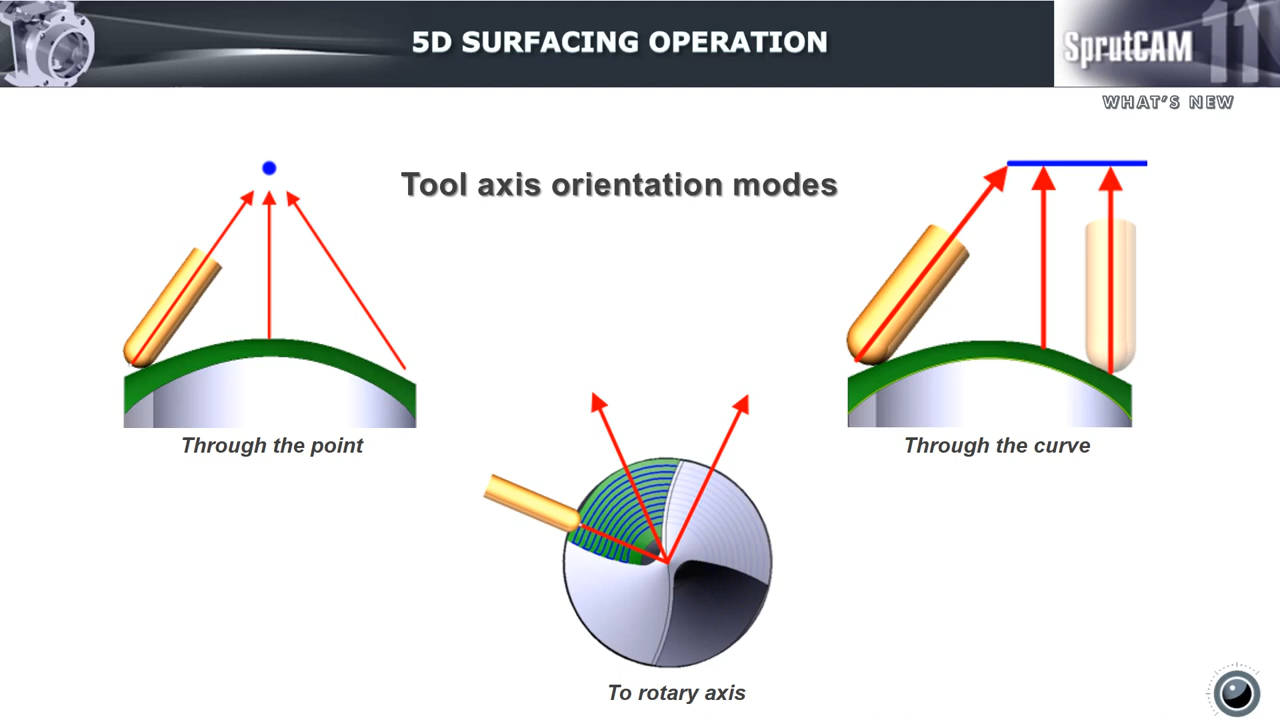 5D SURFACING OPERATION
SprutCAM 11
WHAT'S NEW
Tool axis orientation modes
Through the point
Through the curve
To rotary axis